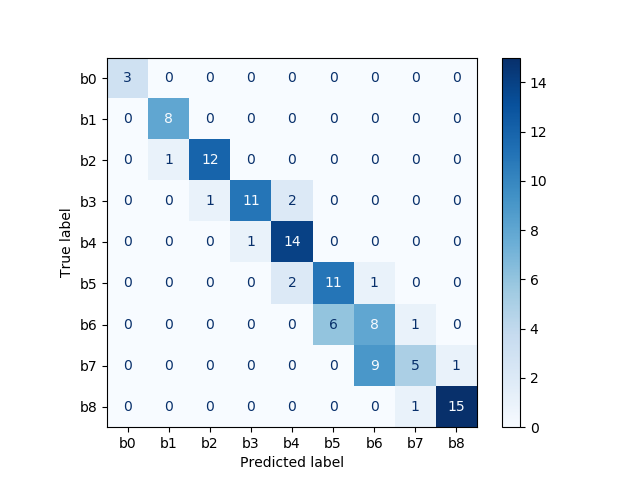 b0 3 0 0 0 0 0 0 0 0
b1 0 8 0 0 0 0 0 0 0
b2 0 1 12 0 0 0 0 0 0
b3 0 0 1 11 2 0 0 0 0
b4 0 0 0 1 14 0 0 0 0
b5 0 0 0 0 2 11 1 0 0
b6 0 0 0 0 0 6 8 1 0
b7 0 0 0 0 0 0 9 5 1
b8 0 0 0 0 0 0 0 1 15
b0 b1 b2 b3 b4 b5 b6 b7 b8
Predicted label
True label
14
12
10
8
6
4
2
0